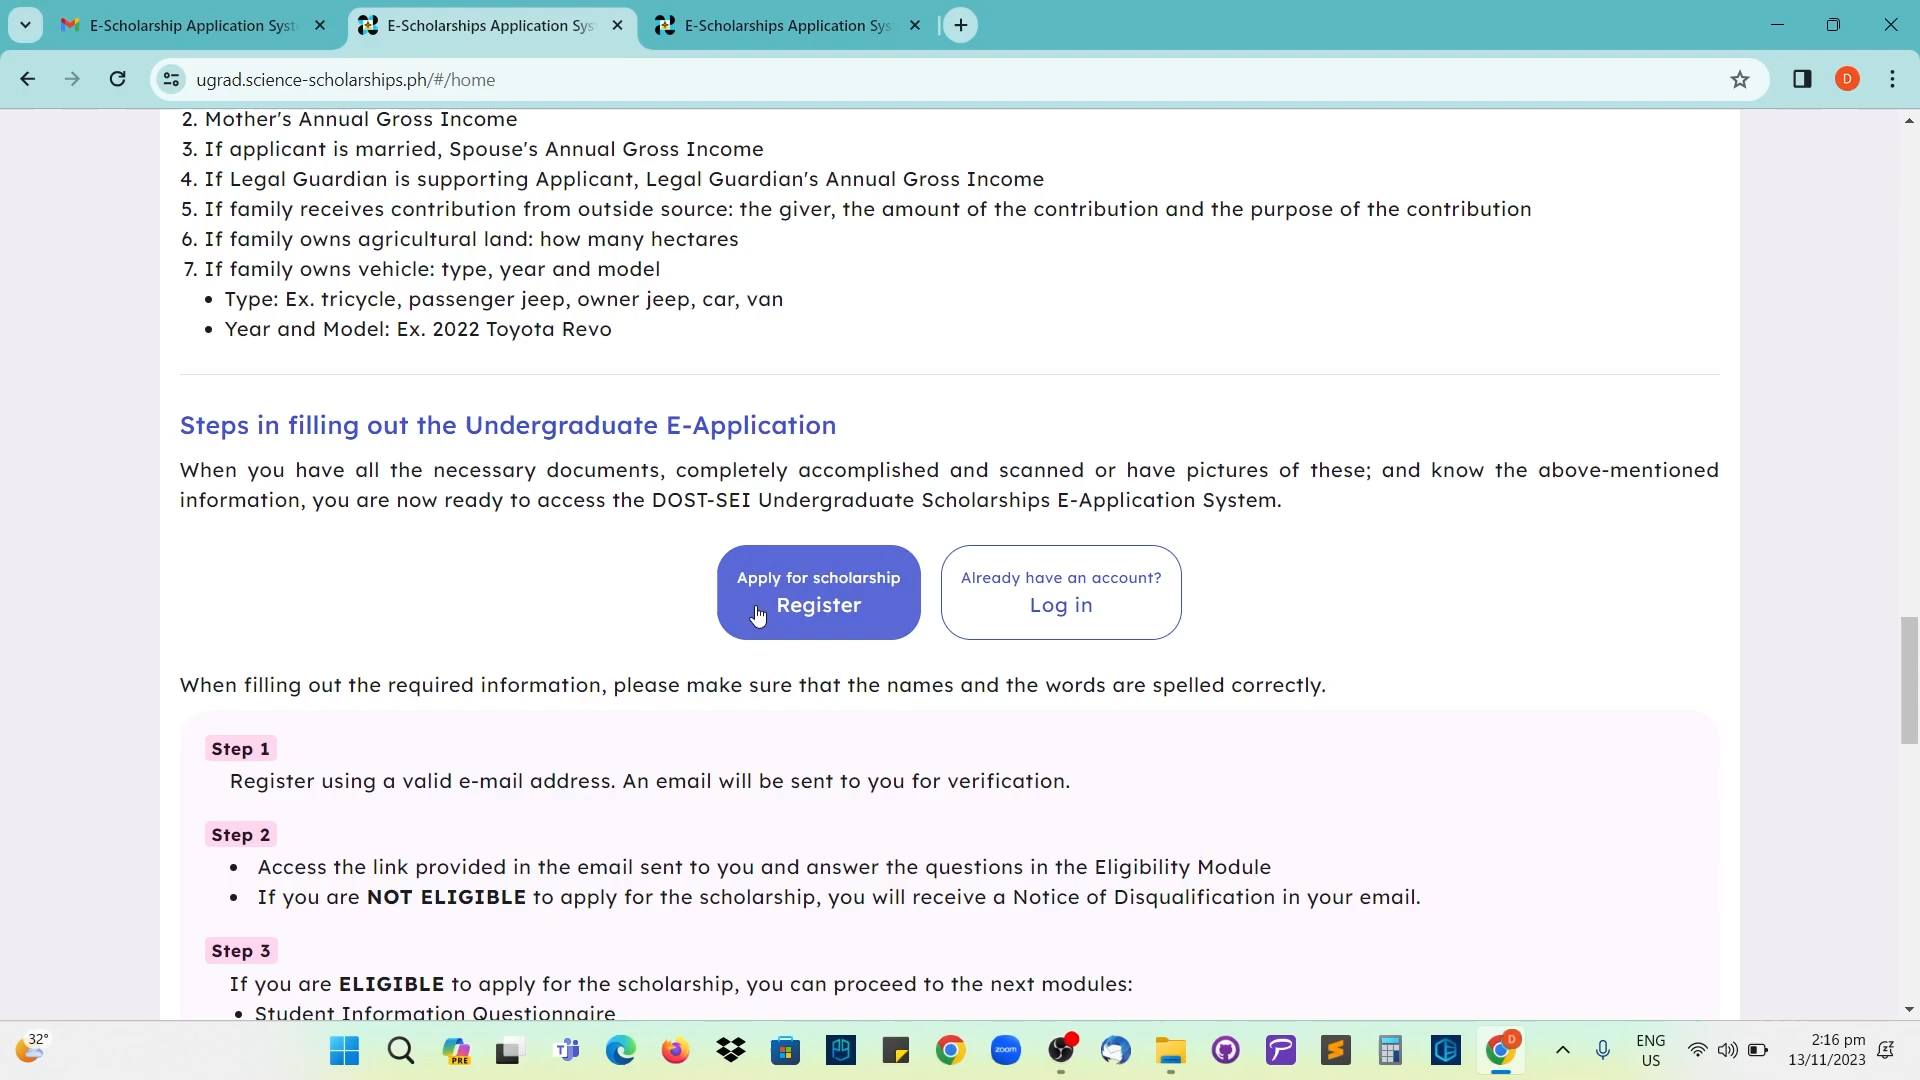 E-Scholarship Application Syst
E-Scholarships Application Sys
E-Scholarships Application Sys
ugrad.science-scholarships.ph/#/home
D
2. Mother's Annual Gross Income
3. If applicant is married, Spouse's Annual Gross Income
4. If Legal Guardian is supporting Applicant, Legal Guardian's Annual Gross Income
5. If family receives contribution from outside source: the giver, the amount of the contribution and the purpose of the contribution
6. If family owns agricultural land: how many hectares
7. If family owns vehicle: type, year and model
• Type: Ex. tricycle, passenger jeep, owner jeep, car, van
• Year and Model: Ex. 2022 Toyota Revo
Steps in filling out the Undergraduate E-Application
When you have all the necessary documents, completely accomplished and scanned or have pictures of these; and know the above-mentioned
information, you are now ready to access the DOST-SEI Undergraduate Scholarships E-Application System.
Apply for scholarship
Register
Already have an account?
Log in
When filling out the required information, please make sure that the names and the words are spelled correctly.
Step 1
Register using a valid e-mail address. An email will be sent to you for verification.
Step 2
• Access the link provided in the email sent to you and answer the questions in the Eligibility Module
• If you are NOT ELIGIBLE to apply for the scholarship, you will receive a Notice of Disqualification in your email.
Step 3
If you are ELIGIBLE to apply for the scholarship, you can proceed to the next modules:
• Student Information Questionnaire
32°
PRE
zoom
D
ENG
US
2:16 pm
13/11/2023